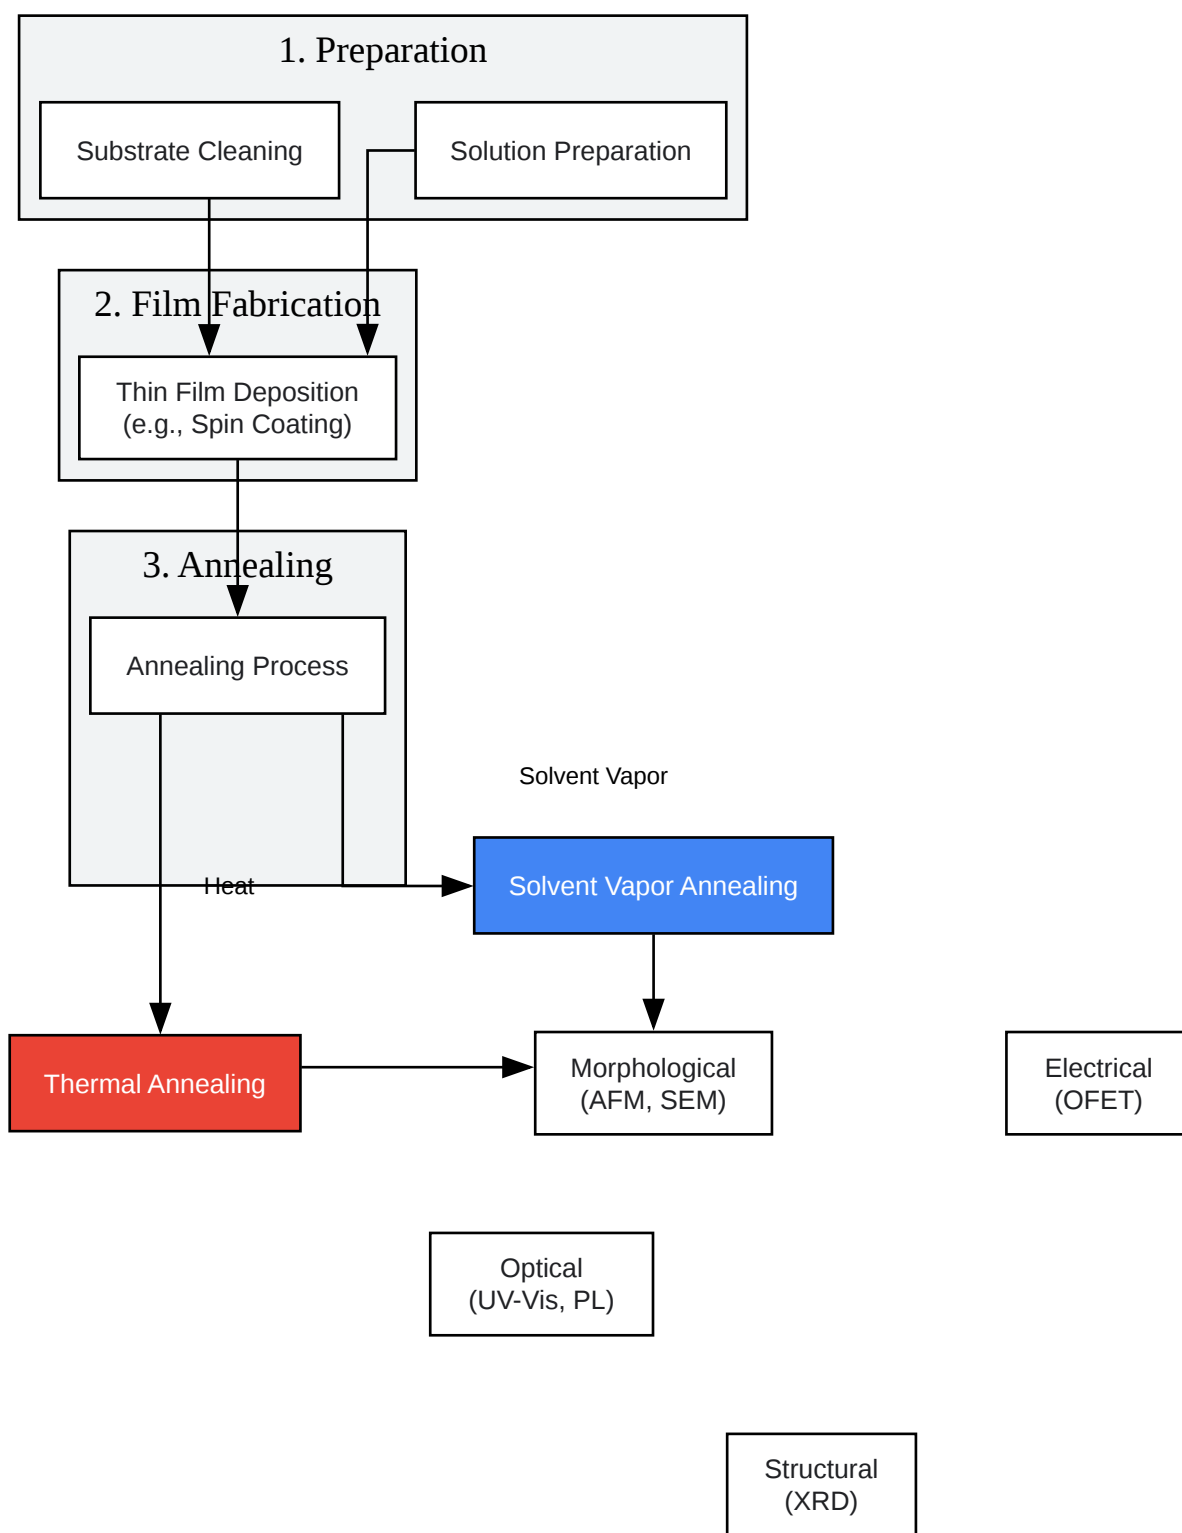 1. Preparation
Substrate Cleaning
Solution Preparation
2. Film Fabrication
Thin Film Deposition
(e.g., Spin Coating)
3. Annealing
Annealing Process
Solvent Vapor
Heat
Solvent Vapor Annealing
Thermal Annealing
Morphological
(AFM, SEM)
Electrical
(OFET)
Optical
(UV-Vis, PL)
Structural
(XRD)